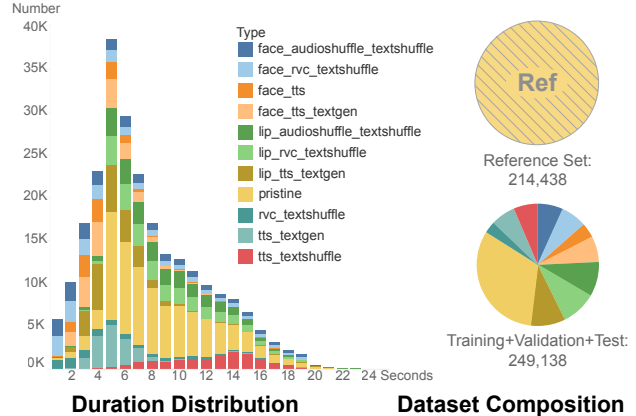 Number
40K
35K
30K
25K
20K
15K
10K
5K
0K
2 4 6 8 10 12 14 16 18 20 22 24 Seconds
Type
face_audioshuffle_textshuffle
face_rvc_textshuffle
face_tts
face_tts_textgen
lip_audioshuffle_textshuffle
lip_rvc_textshuffle
lip_tts_textgen
pristine
rvc_textshuffle
tts_textgen
tts_textshuffle
Duration Distribution
Ref
Reference Set:
214,438
Training+Validation+Test:
249,138
Dataset Composition